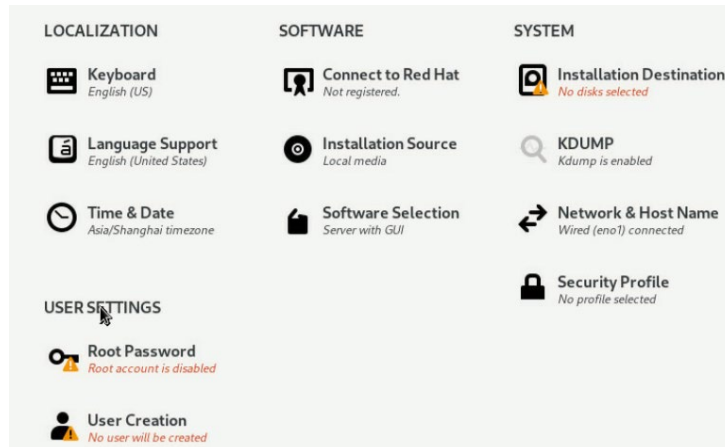 LOCALIZATION
Keyboard
English (US)
Language Support
English (United States)
Time & Date
Asia/Shanghai timezone
USER SETTINGS
Root Password
Root account is disabled
User Creation
No user will be created
SOFTWARE
Connect to Red Hat
Not registered.
Installation Source
Local media
Software Selection
Server with GUI
SYSTEM
Installation Destination
No disks selected
KDUMP
Kdump is enabled
Network & Host Name
Wired (eno1) connected
Security Profile
No profile selected